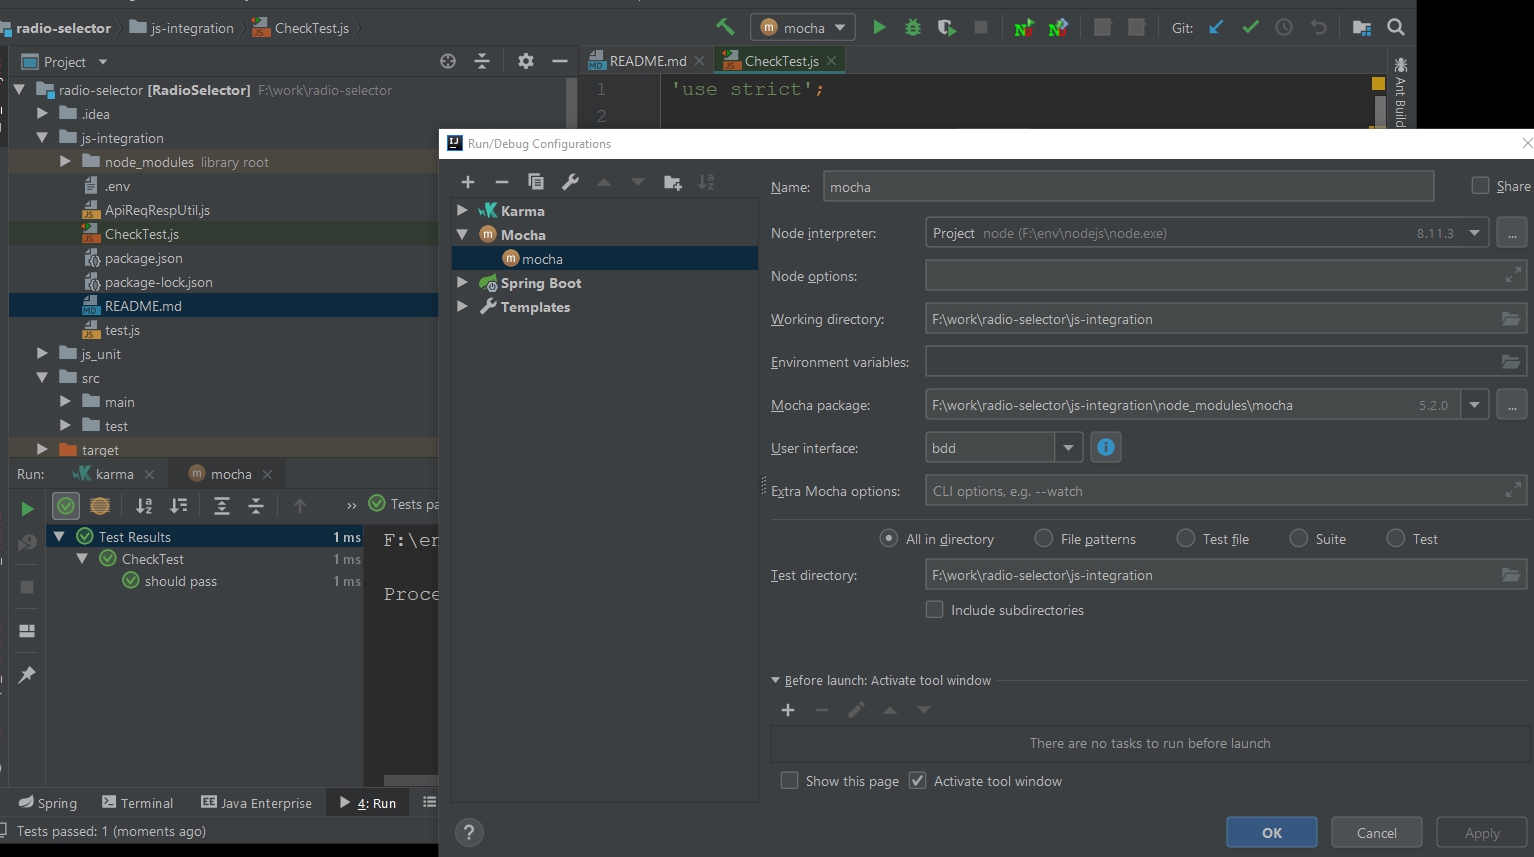 radio-selector js-integration CheckTest.js mocha Git:
Project README.md CheckTest.js
radio-selector [RadioSelector] F:\work\radio-selector
.idea
js-integration
node_modules library root
.env
ApiReqRespUtil.js
CheckTest.js
package.json
package-lock.json
README.md
test.js
js_unit
src
main
test
target
1 'use strict';
2
Ant Build
Run: karma mocha
Tests pa
Test Results 1 ms
CheckTest 1 ms
should pass 1 ms
F:\en
Proce
Spring Terminal Java Enterprise 4: Run
Tests passed: 1 (moments ago)
Run/Debug Configurations
Karma
Mocha
mocha
Spring Boot
Templates
Name: mocha Share
Node interpreter: Project node (F:\env\nodejs\node.exe) 8.11.3 ...
Node options:
Working directory: F:\work\radio-selector\js-integration
Environment variables:
Mocha package: F:\work\radio-selector\js-integration\node_modules\mocha 5.2.0 ...
User interface: bdd
Extra Mocha options: CLI options, e.g. --watch
All in directory File patterns Test file Suite Test
Test directory: F:\work\radio-selector\js-integration
Include subdirectories
Before launch: Activate tool window
There are no tasks to run before launch
Show this page Activate tool window
? OK Cancel Apply